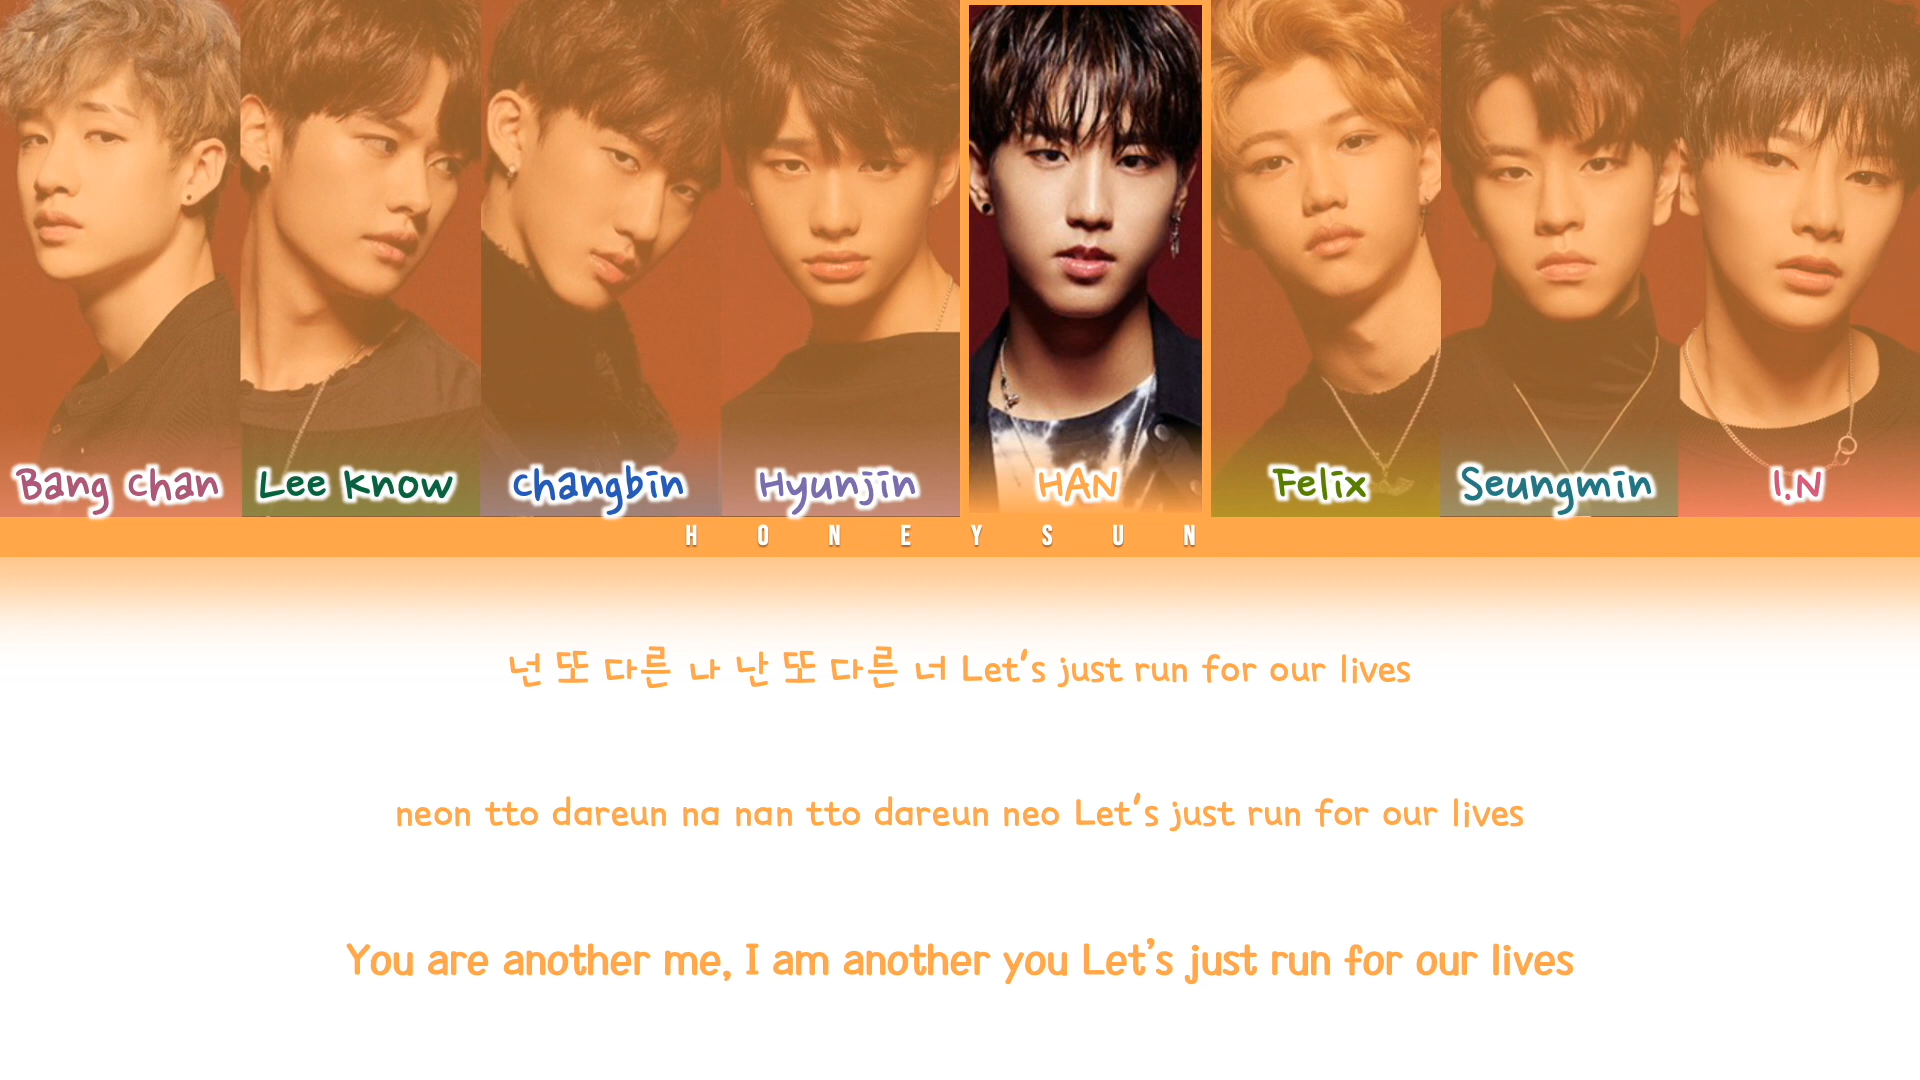 Bang Chan Lee Know Changbin Hyunjin HAN Felix Seungmin I.N
HONEYSUN
넌 또 다른 나 난 또 다른 너 Let's just run for our lives
neon tto dareun na nan tto dareun neo Let's just run for our lives
You are another me, I am another you Let's just run for our lives